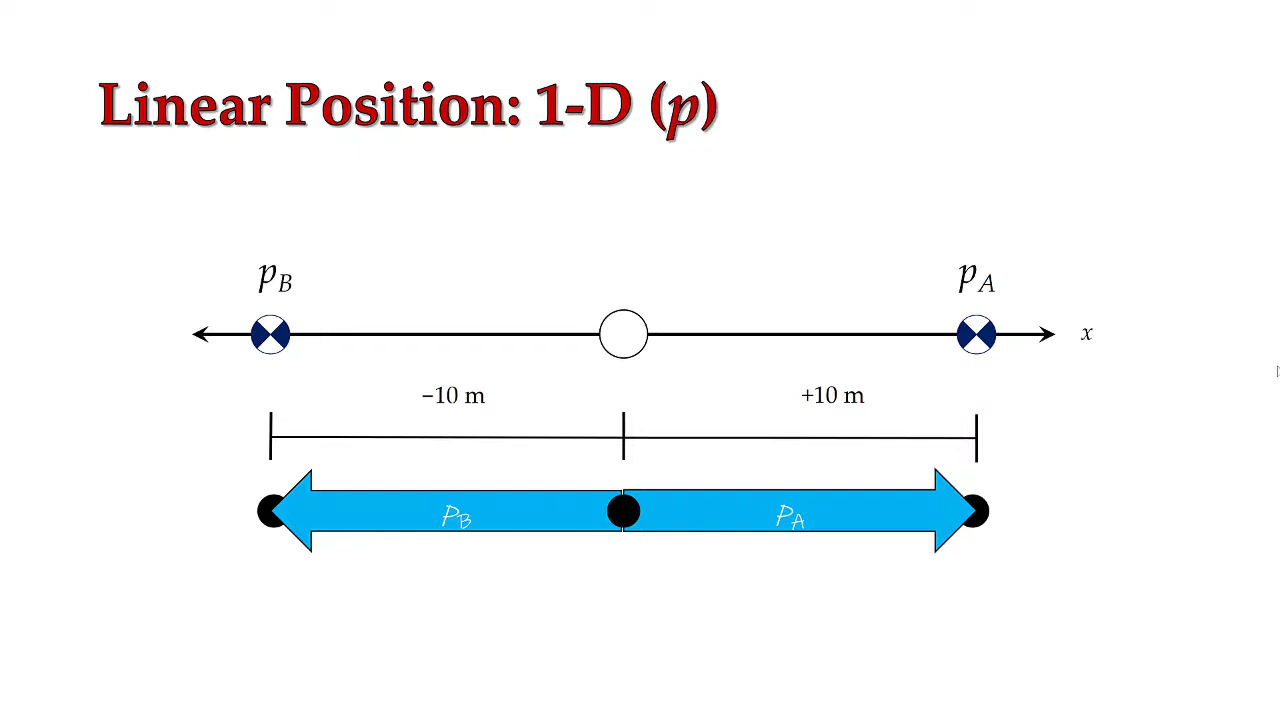 Linear Position: 1-D (p)
p_B p_A
x
–10 m +10 m
P_B P_A